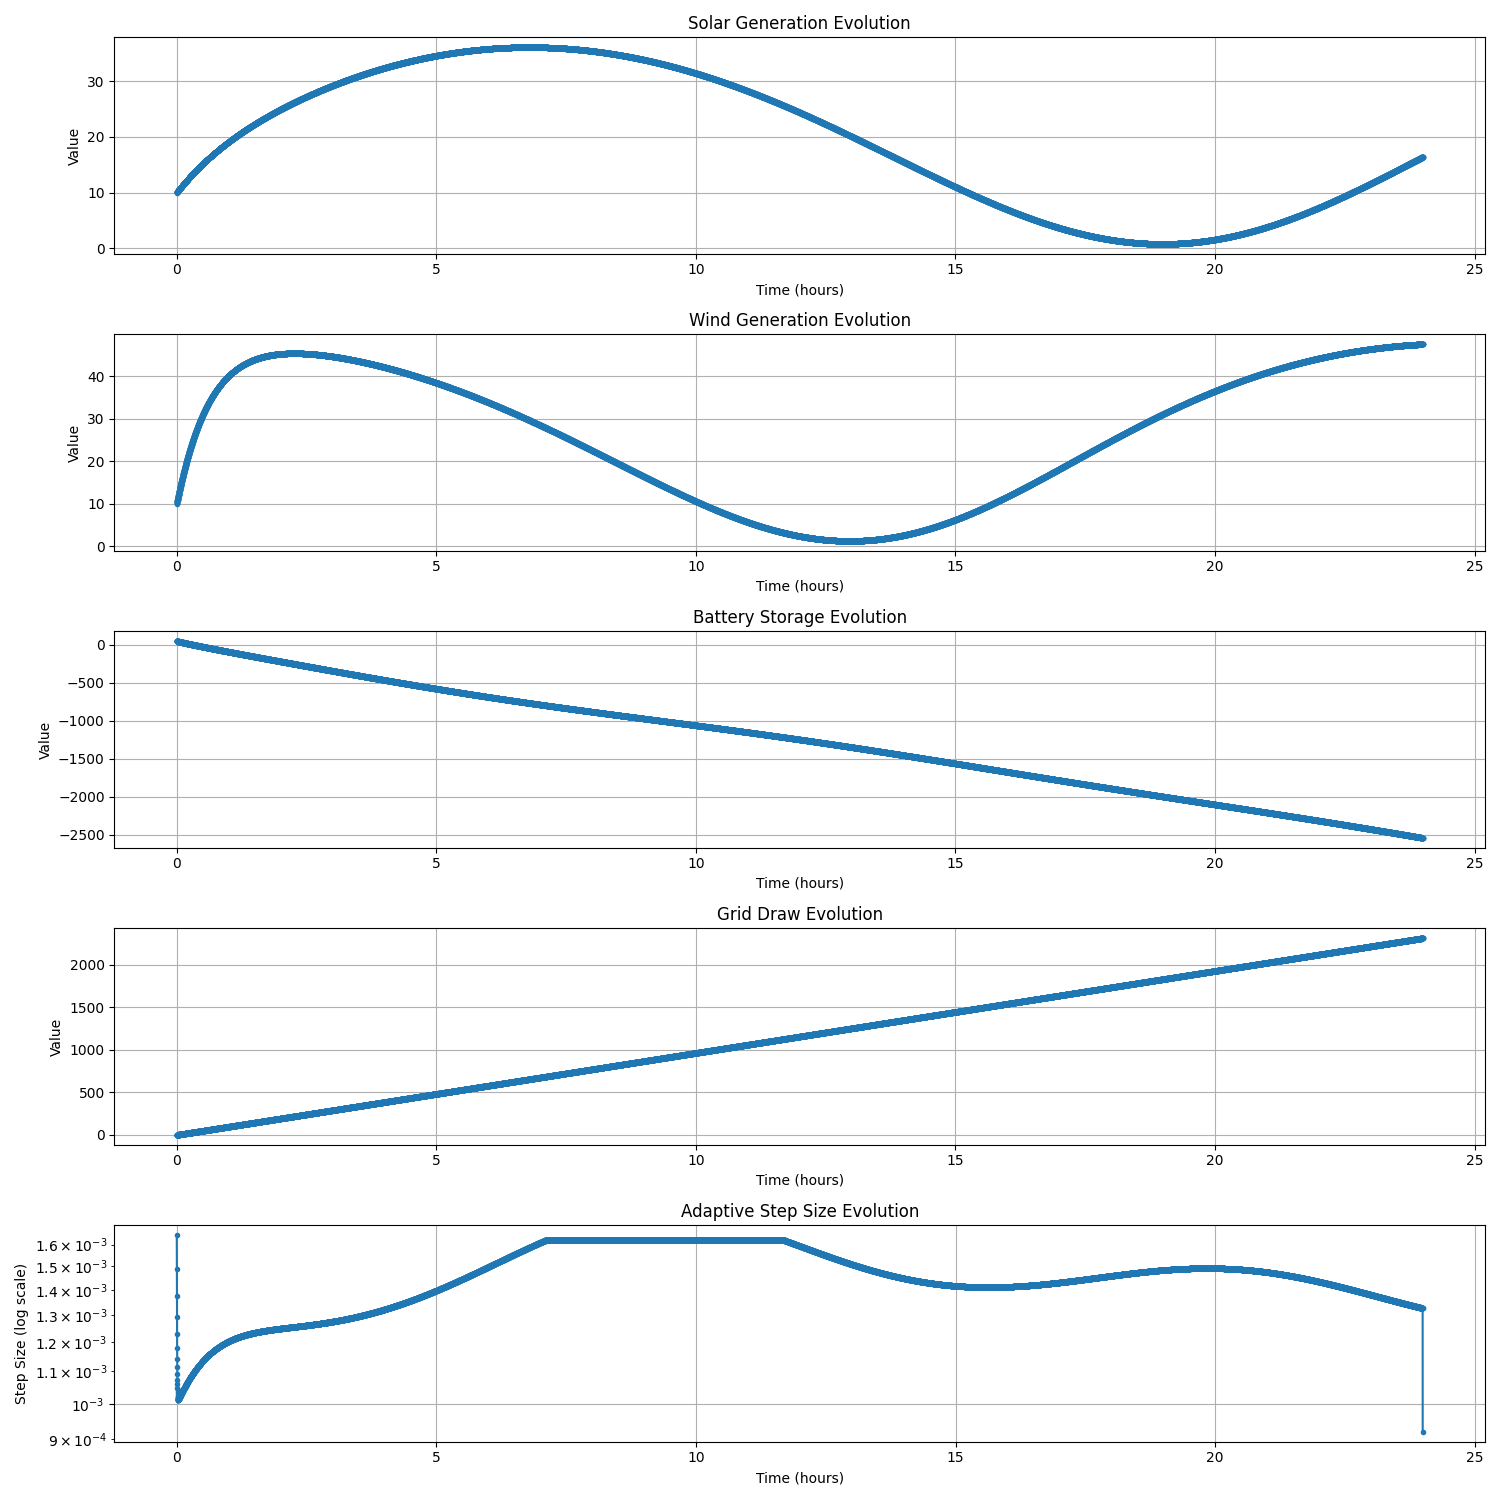 Solar Generation Evolution
30
20
10
0
Value
0 5 10 15 20 25
Time (hours)
Wind Generation Evolution
40
30
20
10
0
Value
0 5 10 15 20 25
Time (hours)
Battery Storage Evolution
0
−500
−1000
−1500
−2000
−2500
Value
0 5 10 15 20 25
Time (hours)
Grid Draw Evolution
2000
1500
1000
500
0
Value
0 5 10 15 20 25
Time (hours)
Adaptive Step Size Evolution
1.6 × 10⁻³
1.5 × 10⁻³
1.4 × 10⁻³
1.3 × 10⁻³
1.2 × 10⁻³
1.1 × 10⁻³
10⁻³
9 × 10⁻⁴
Step Size (log scale)
0 5 10 15 20 25
Time (hours)